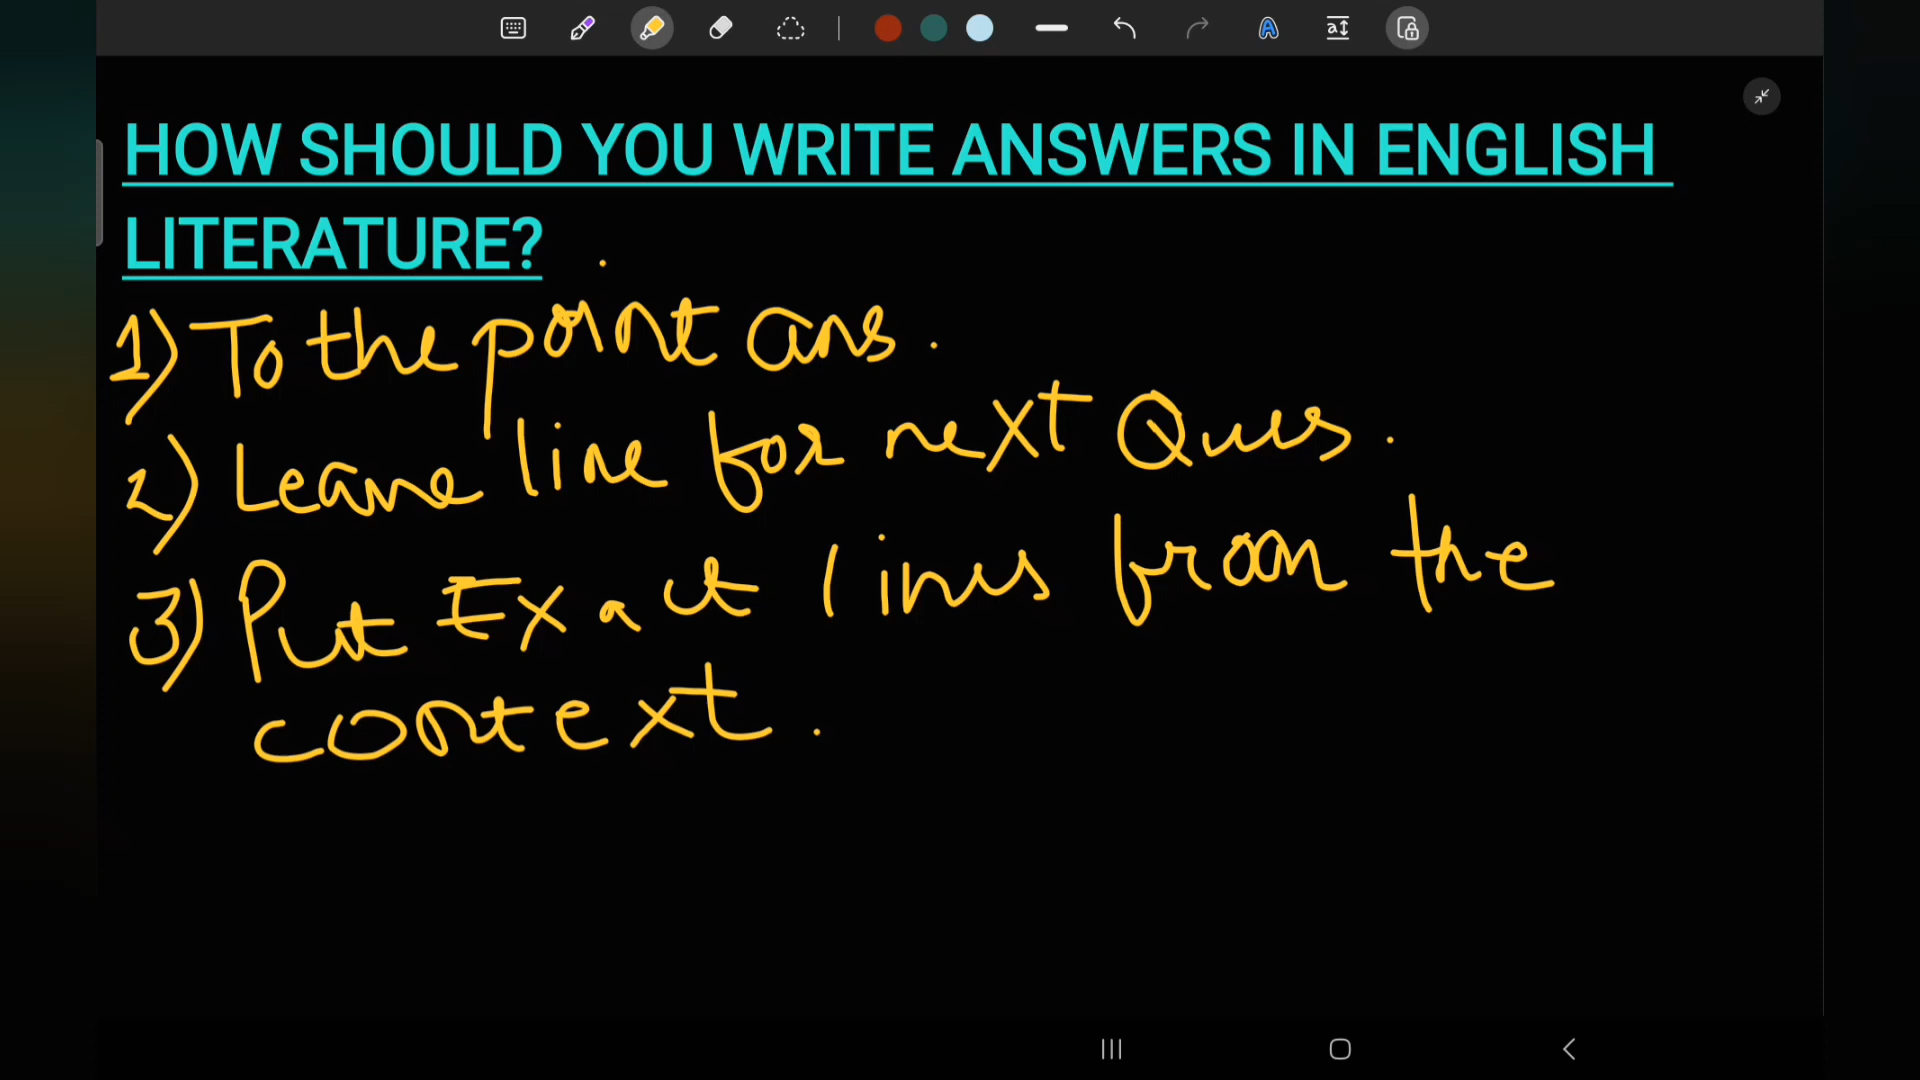 HOW SHOULD YOU WRITE ANSWERS IN ENGLISH
LITERATURE?
1) To the point ans.
2) Leave line for next Ques.
3) Put Exact lines from the
context.